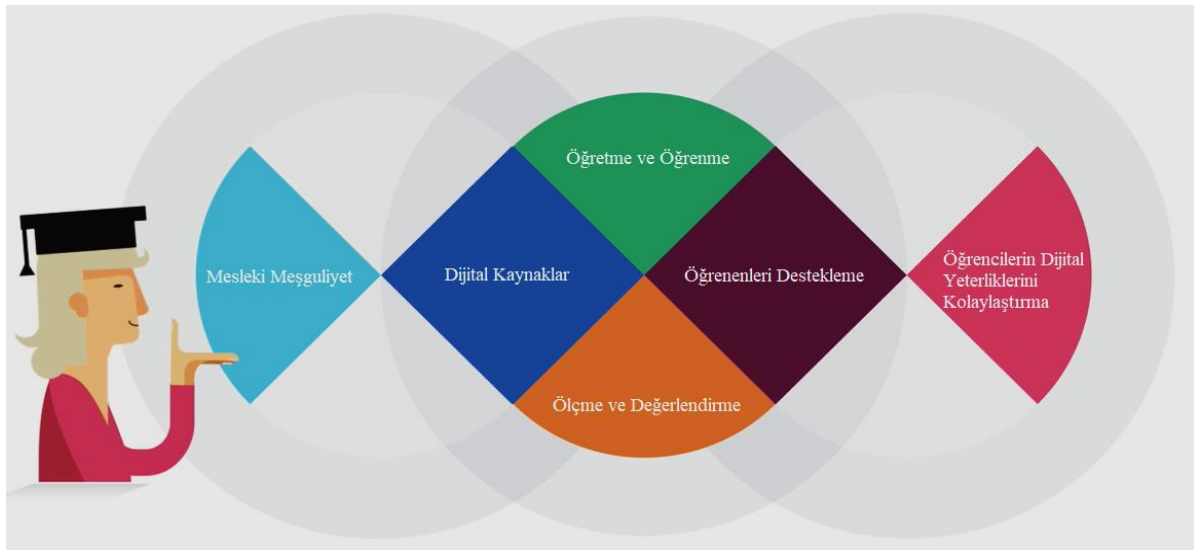 Öğretme ve Öğrenme
Mesleki Meşguliyet
Dijital Kaynaklar
Öğrenenleri Destekleme
Öğrencilerin Dijital
Yeterliklerini
Kolaylaştırma
Ölçme ve Değerlendirme